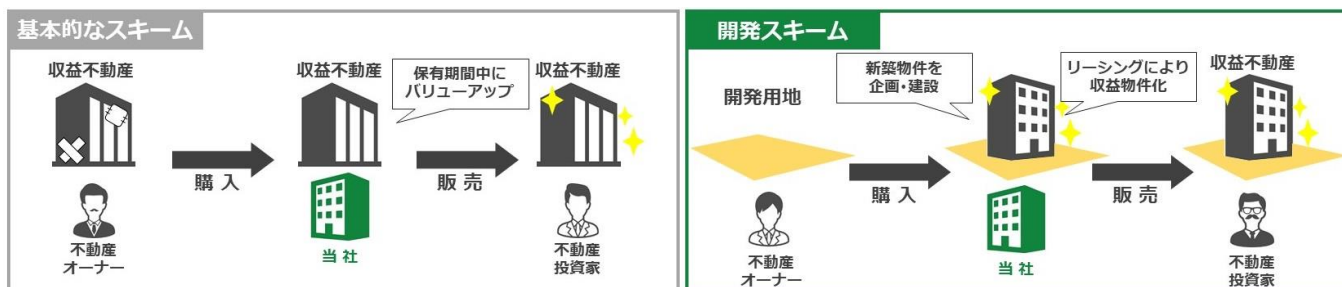 基本的なスキーム
収益不動産
収益不動産
保有期間中に
バリューアップ
収益不動産
購 入
販 売
不動産
オーナー
当 社
不動産
投資家
開発スキーム
開発用地
新築物件を
企画・建設
リーシングにより
収益物件化
収益不動産
購 入
販 売
不動産
オーナー
当 社
不動産
投資家